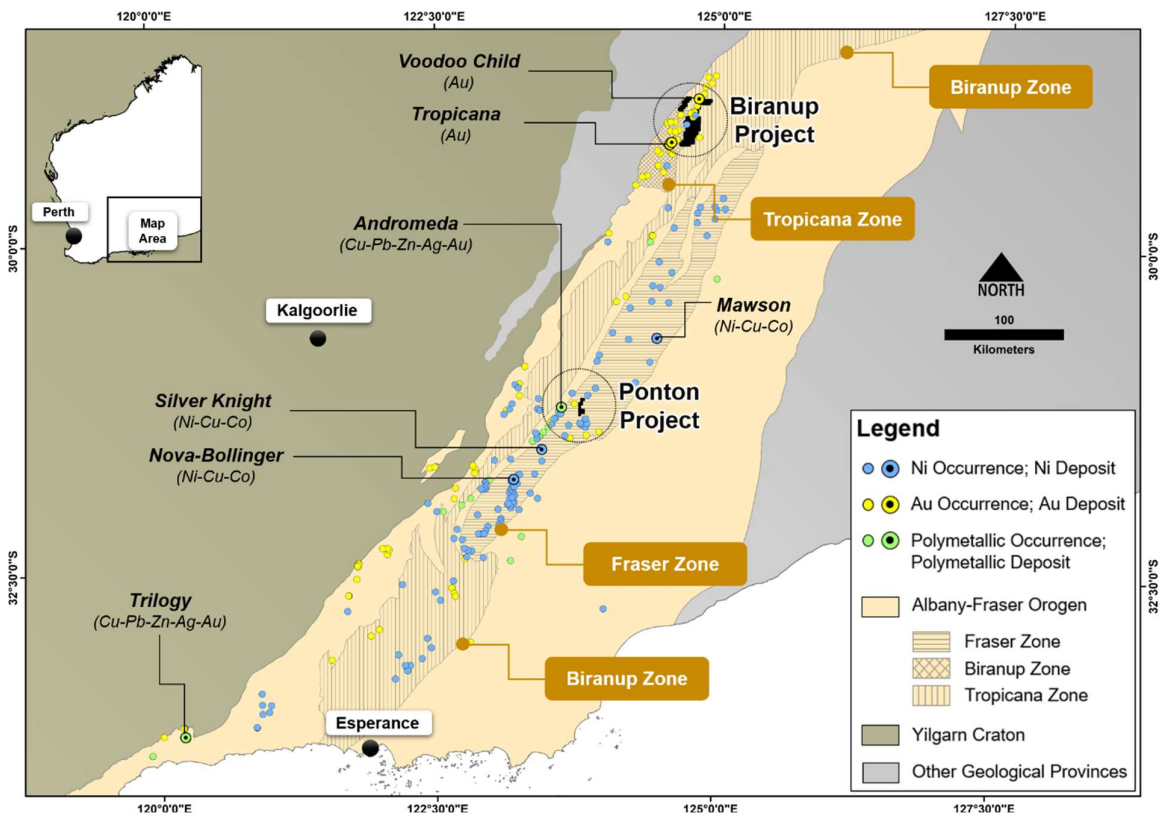 120°0'0"E
122°30'0"E
125°0'0"E
127°30'0"E
Voodoo Child
(Au)
Tropicana
(Au)
Biranup
Project
Biranup Zone
Perth
Map
Area
Tropicana Zone
Andromeda
(Cu-Pb-Zn-Ag-Au)
30°0'0"S
30°0'0"S
NORTH
100
Kilometers
Kalgoorlie
Mawson
(Ni-Cu-Co)
Ponton
Project
Silver Knight
(Ni-Cu-Co)
Nova-Bollinger
(Ni-Cu-Co)
Legend
Ni Occurrence; Ni Deposit
Au Occurrence; Au Deposit
Polymetallic Occurrence;
Polymetallic Deposit
Albany-Fraser Orogen
Fraser Zone
Biranup Zone
Tropicana Zone
Yilgarn Craton
Other Geological Provinces
Fraser Zone
32°30'0"S
32°30'0"S
Trilogy
(Cu-Pb-Zn-Ag-Au)
Biranup Zone
Esperance
120°0'0"E
122°30'0"E
125°0'0"E
127°30'0"E